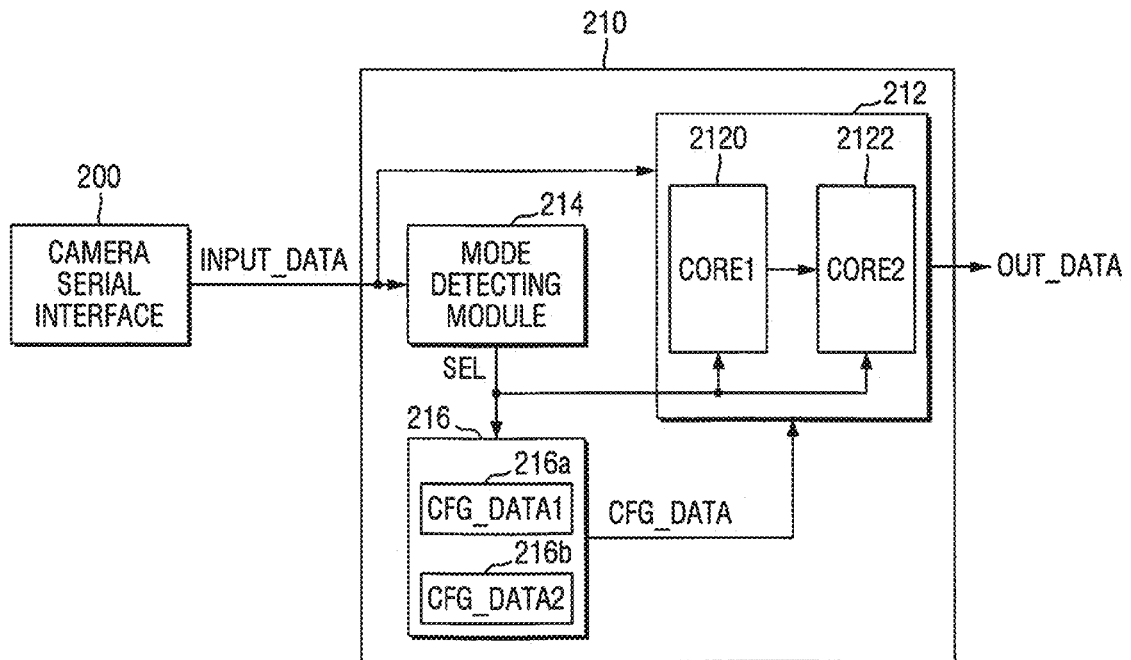 210
212
2120
2122
200
214
CAMERA
SERIAL
INTERFACE
INPUT_DATA
MODE
DETECTING
MODULE
CORE1
CORE2
OUT_DATA
SEL
216
216a
CFG_DATA1
CFG_DATA
216b
CFG_DATA2